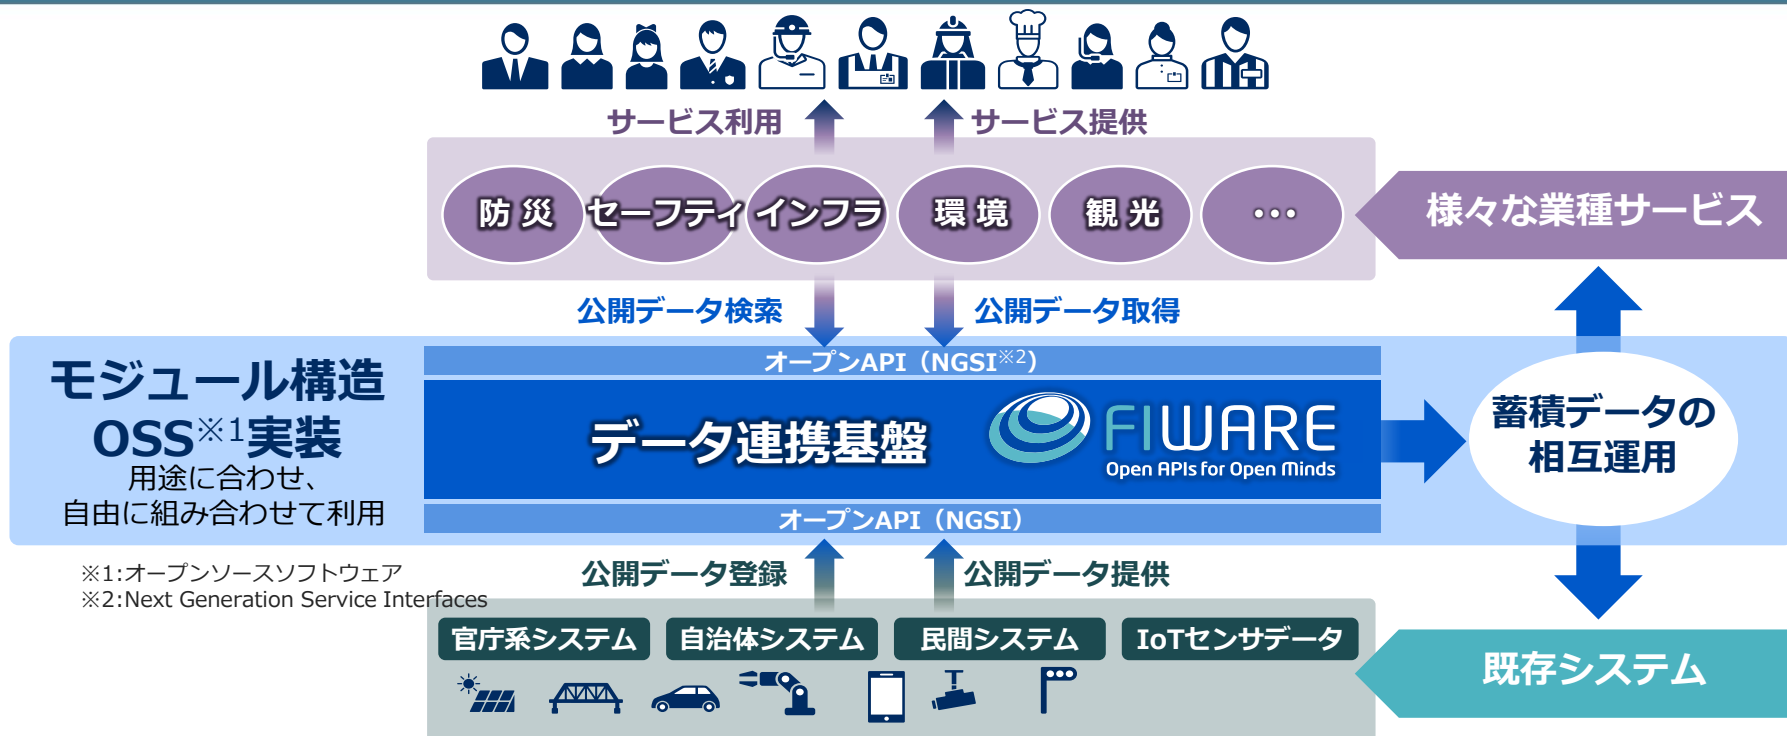 サービス利用
サービス提供
防災
セーフティ
インフラ
環境
観光
…
様々な業種サービス
公開データ検索
公開データ取得
モジュール構造
OSS※1実装
用途に合わせ、
自由に組み合わせて利用
オープンAPI（NGSI※2）
データ連携基盤
FIWARE
Open APIs for Open Minds
オープンAPI（NGSI）
蓄積データの
相互運用
※1:オープンソースソフトウェア
※2:Next Generation Service Interfaces
公開データ登録
公開データ提供
官庁系システム
自治体システム
民間システム
IoTセンサデータ
既存システム